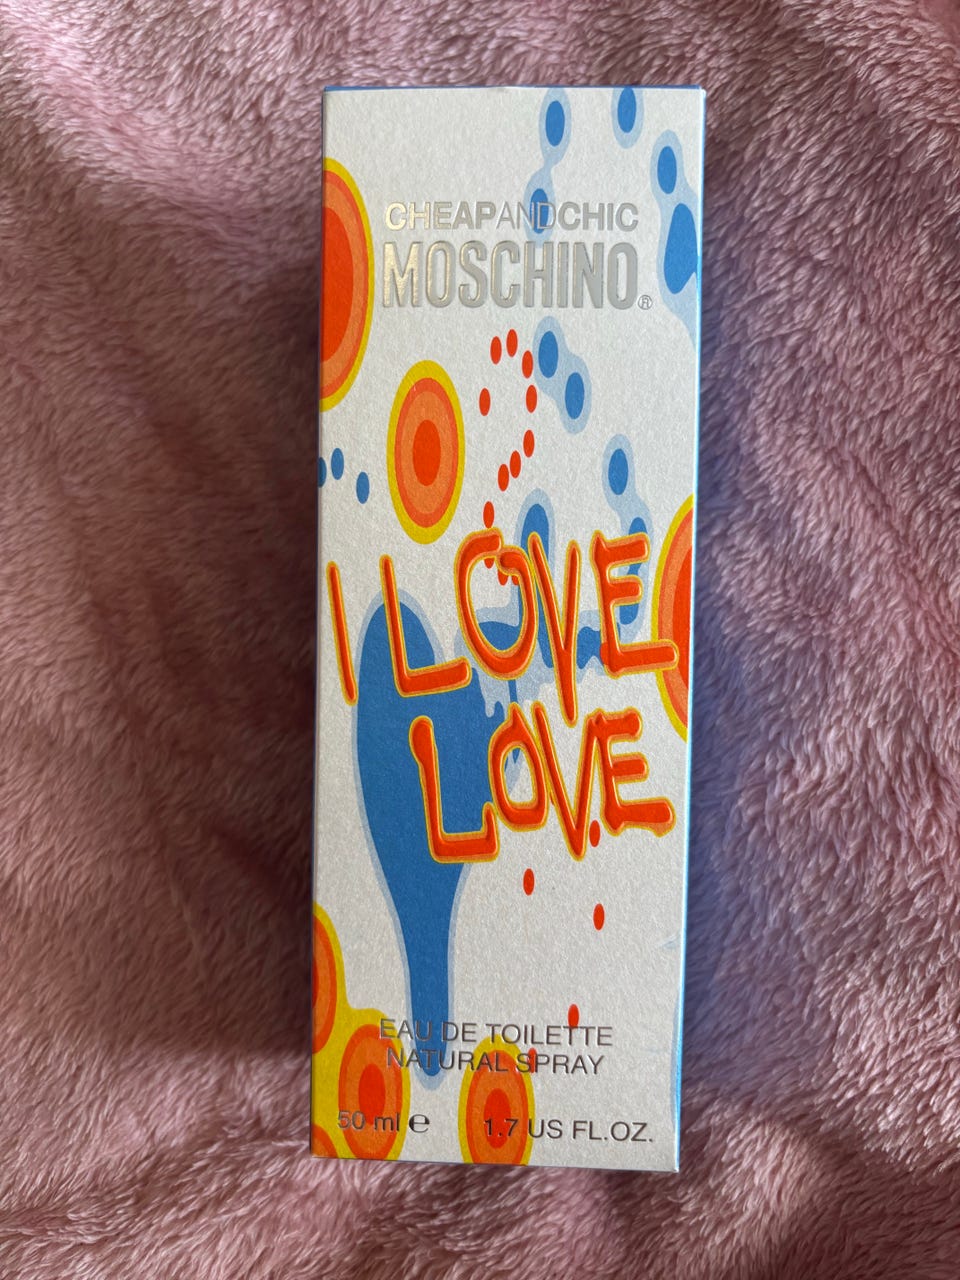 CHEAPANDCHIC
MOSCHINO®
I LOVE
LOVE
EAU DE TOILETTE
NATURAL SPRAY
50 ml ℮ 1.7 US FL.OZ.